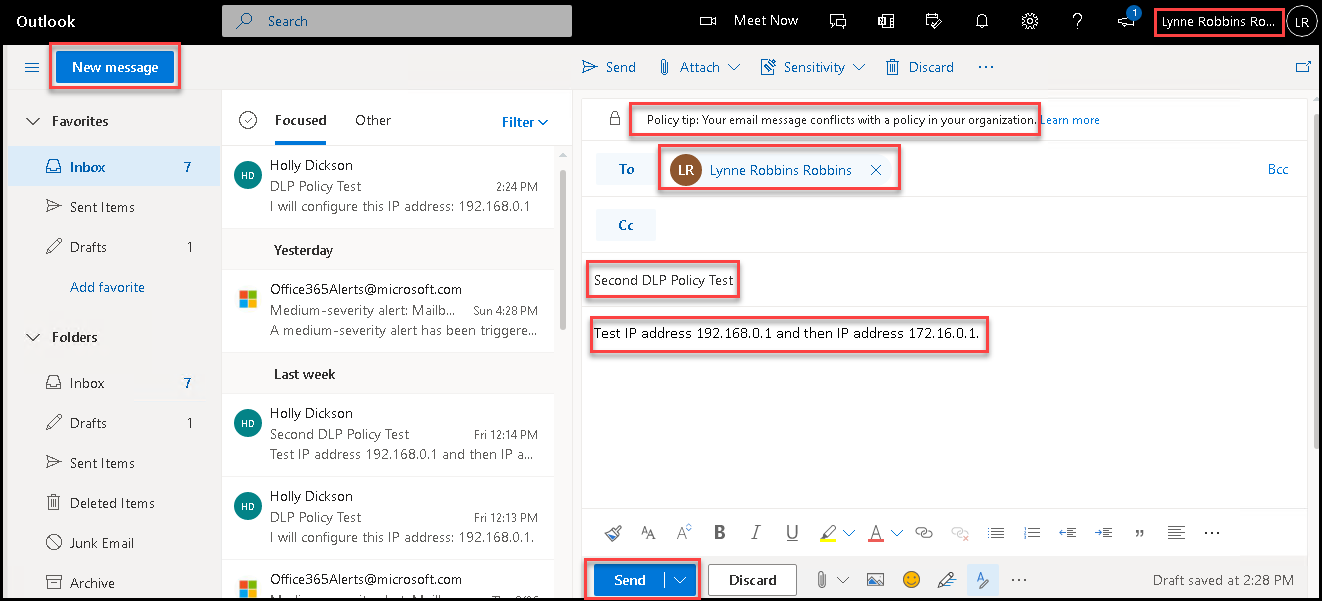 Outlook
Search
Meet Now
1
Lynne Robbins Ro...
LR
New message
Send
Attach
Sensitivity
Discard
Favorites
Inbox 7
Sent Items
Drafts 1
Add favorite
Folders
Inbox 7
Drafts 1
Sent Items
Deleted Items
Junk Email
Archive
Focused
Other
Filter
HD
Holly Dickson
DLP Policy Test 2:24 PM
I will configure this IP address: 192.168.0.1
Yesterday
Office365Alerts@microsoft.com
Medium-severity alert: Mailb... Sun 4:28 PM
A medium-severity alert has been triggere...
Last week
HD
Holly Dickson
Second DLP Policy Test Fri 12:14 PM
Test IP address 192.168.0.1 and then IP a...
HD
Holly Dickson
DLP Policy Test Fri 12:13 PM
I will configure this IP address: 192.168.0.1.
Office365Alerts@microsoft.com
Policy tip: Your email message conflicts with a policy in your organization. Learn more
To
LR
Lynne Robbins Robbins
Bcc
Cc
Second DLP Policy Test
Test IP address 192.168.0.1 and then IP address 172.16.0.1.
Send
Discard
Draft saved at 2:28 PM